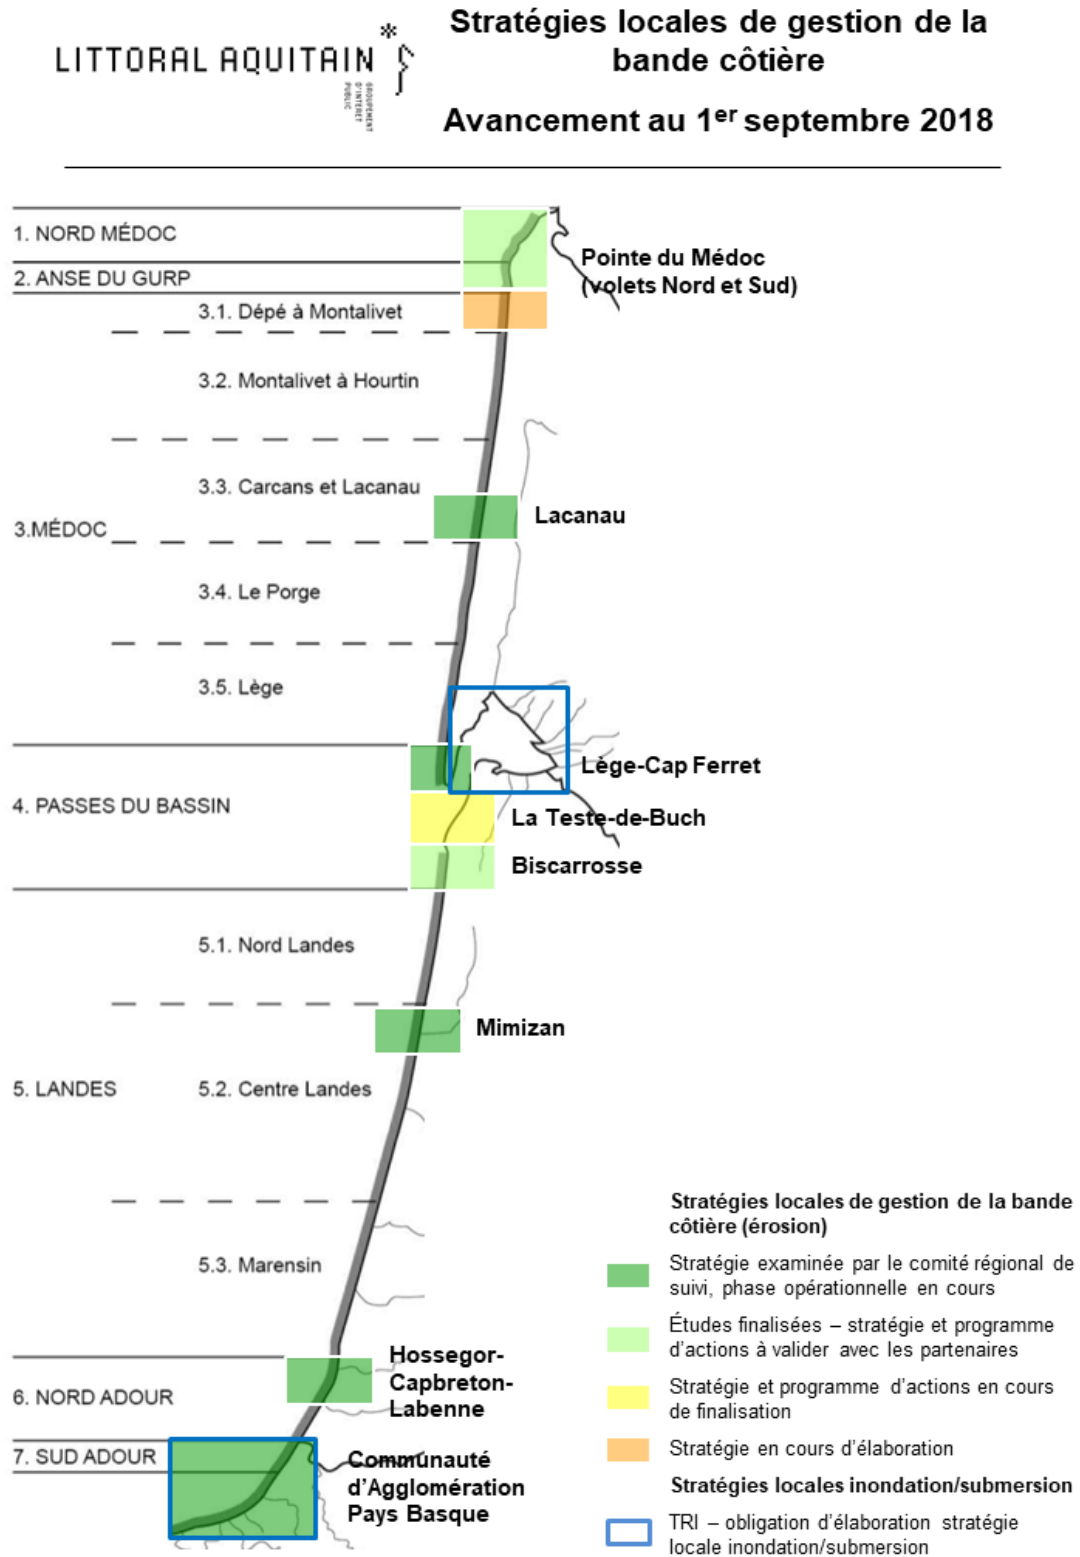 LITTORAL AQUITAIN
GROUPEMENT
D'INTÉRÊT
PUBLIC
Stratégies locales de gestion de la
bande côtière
Avancement au 1er septembre 2018
1. NORD MÉDOC
2. ANSE DU GURP
Pointe du Médoc
(volets Nord et Sud)
3.1. Dépé à Montalivet
3.2. Montalivet à Hourtin
3.3. Carcans et Lacanau
Lacanau
3.MÉDOC
3.4. Le Porge
3.5. Lège
Lège-Cap Ferret
4. PASSES DU BASSIN
La Teste-de-Buch
Biscarrosse
5.1. Nord Landes
Mimizan
5. LANDES
5.2. Centre Landes
5.3. Marensin
Hossegor-
Capbreton-
Labenne
6. NORD ADOUR
7. SUD ADOUR
Communauté
d'Agglomération
Pays Basque
Stratégies locales de gestion de la bande
côtière (érosion)
Stratégie examinée par le comité régional de
suivi, phase opérationnelle en cours
Études finalisées – stratégie et programme
d'actions à valider avec les partenaires
Stratégie et programme d'actions en cours
de finalisation
Stratégie en cours d'élaboration
Stratégies locales inondation/submersion
TRI – obligation d'élaboration stratégie
locale inondation/submersion